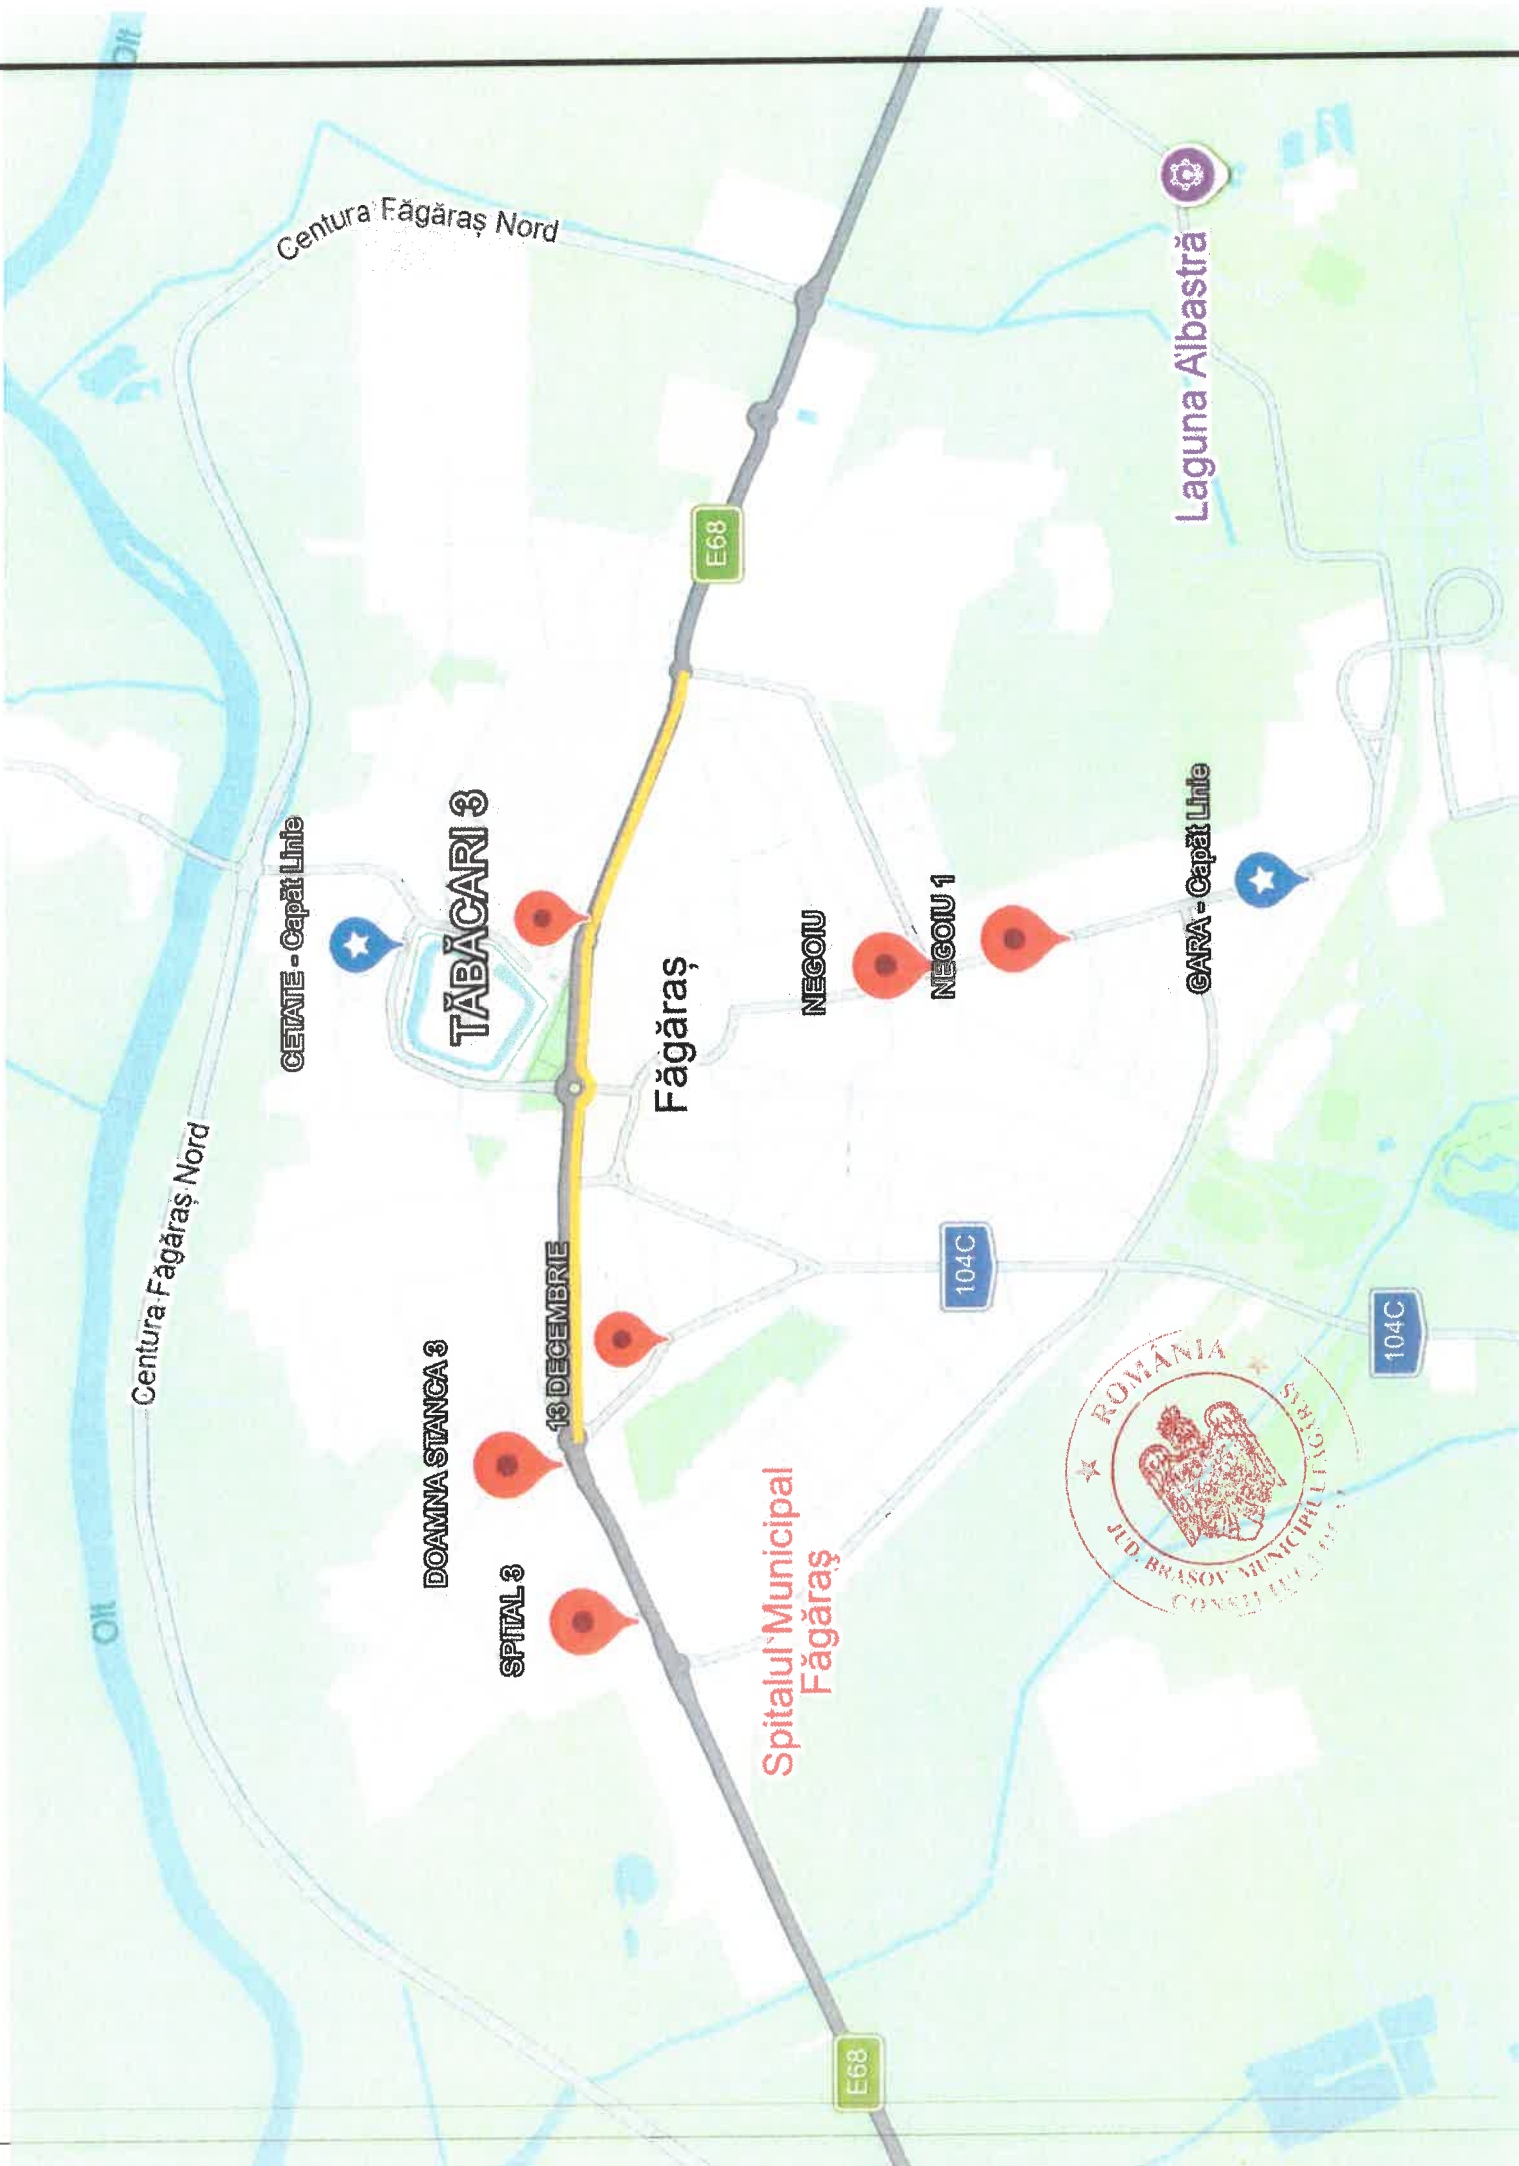 Olt
Centura Făgăraș Nord
Olt
Centura Făgăraș Nord
CETATE - Capăt Linie
TĂBĂCARI 3
DOAMNA STANCA 3
SPITAL 3
13 DECEMBRIE
E68
Făgăraș
NEGOIU
NEGOIU 1
Spitalul Municipal
Făgăraș
E68
104C
GARA - Capăt Linie
Laguna Albastră
104C
★ ROMÂNIA ★
JUD. BRASOV MUNICIPIUL FĂGĂRAȘ